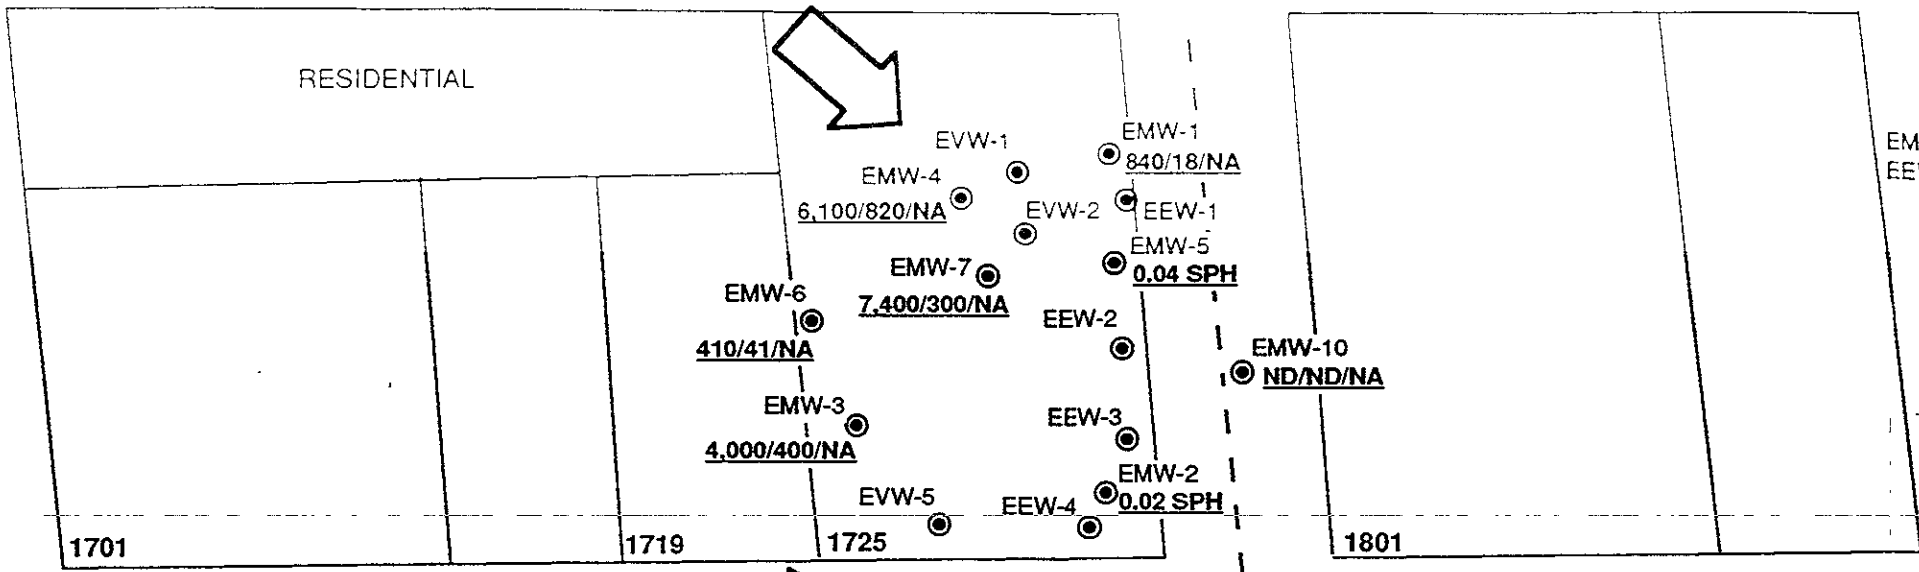 RESIDENTIAL
EVW-1
EMW-1
840/18/NA
EMW-4
6,100/820/NA
EVW-2
EEW-1
EMW-5
0.04 SPH
EMW-7
7,400/300/NA
EMW-6
410/41/NA
EEW-2
EMW-10
ND/ND/NA
EMW-3
4,000/400/NA
EEW-3
EMW-2
0.02 SPH
EVW-5
EEW-4
1701
1719
1725
1801